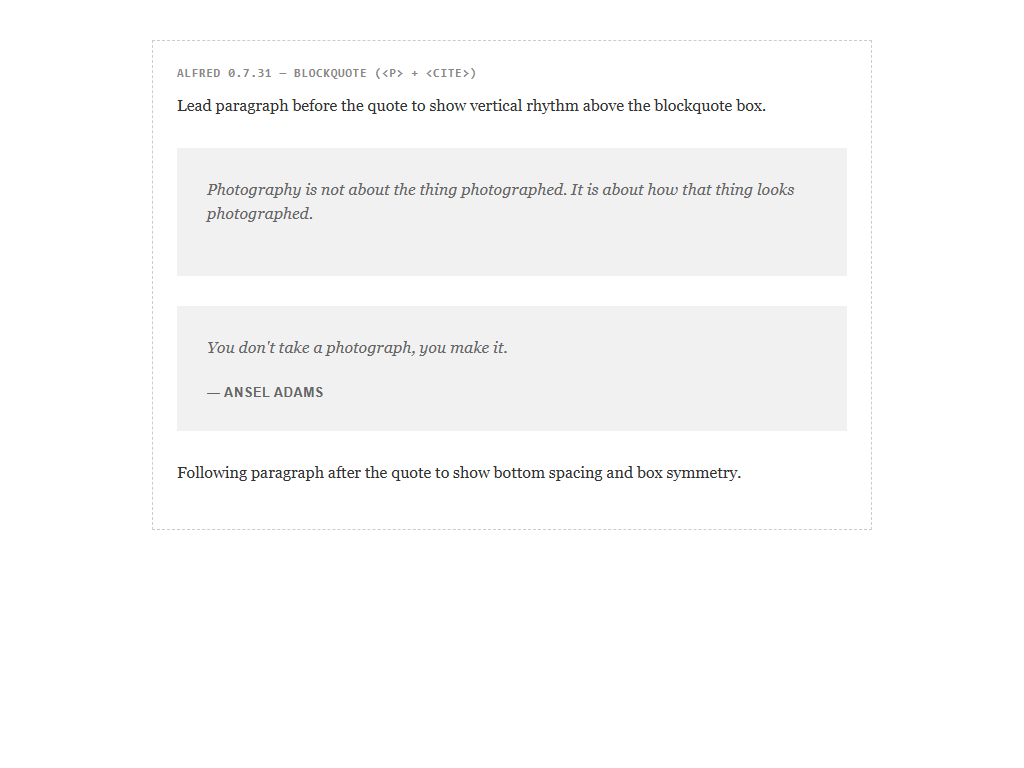 ALFRED 0.7.31 — BLOCKQUOTE (<P> + <CITE>)
Lead paragraph before the quote to show vertical rhythm above the blockquote box.
Photography is not about the thing photographed. It is about how that thing looks
photographed.
You don't take a photograph, you make it.
— ANSEL ADAMS
Following paragraph after the quote to show bottom spacing and box symmetry.